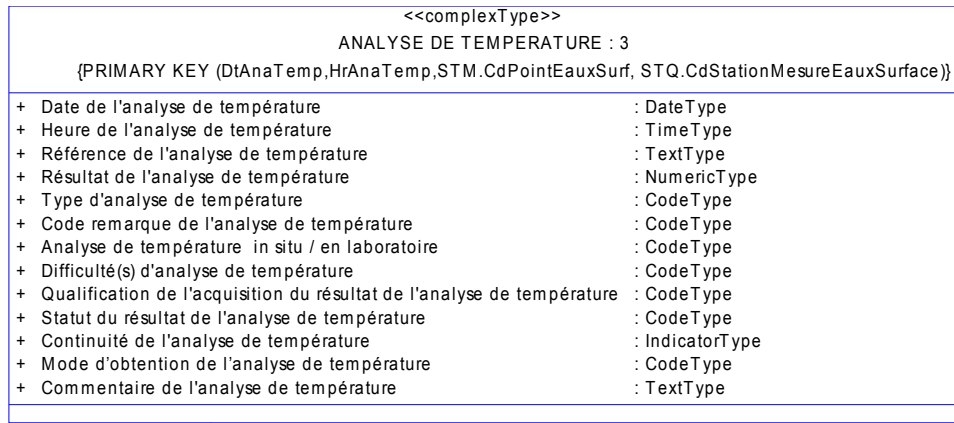 <<complexType>>
ANALYSE DE TEMPERATURE : 3
{PRIMARY KEY (DtAnaTemp,HrAnaTemp,STM.CdPointEauxSurf, STQ.CdStationMesureEauxSurface)}
+ Date de l'analyse de température : DateType
+ Heure de l'analyse de température : TimeType
+ Référence de l'analyse de température : TextType
+ Résultat de l'analyse de température : NumericType
+ Type d'analyse de température : CodeType
+ Code remarque de l'analyse de température : CodeType
+ Analyse de température in situ / en laboratoire : CodeType
+ Difficulté(s) d'analyse de température : CodeType
+ Qualification de l'acquisition du résultat de l'analyse de température : CodeType
+ Statut du résultat de l'analyse de température : CodeType
+ Continuité de l'analyse de température : IndicatorType
+ Mode d’obtention de l’analyse de température : CodeType
+ Commentaire de l'analyse de température : TextType